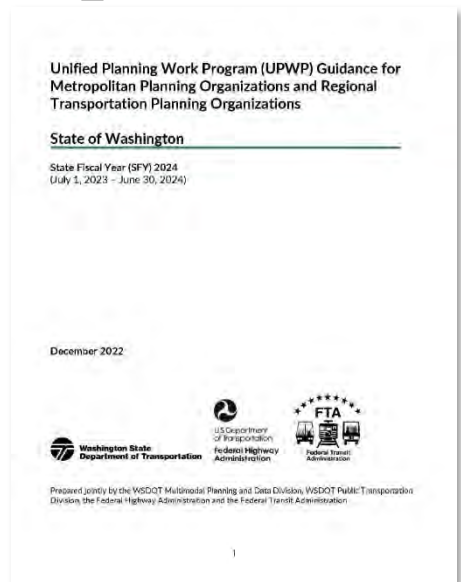 Unified Planning Work Program (UPWP) Guidance for
Metropolitan Planning Organizations and Regional
Transportation Planning Organizations
State of Washington
State Fiscal Year (SFY) 2024
(July 1, 2023 – June 30, 2024)
December 2022
Washington State
Department of Transportation
U.S. Department
of Transportation
Federal Highway
Administration
FTA
Federal Transit
Administration
Prepared jointly by the WSDOT Multimodal Planning and Data Division, WSDOT Public Transportation
Division, the Federal Highway Administration and the Federal Transit Administration
1